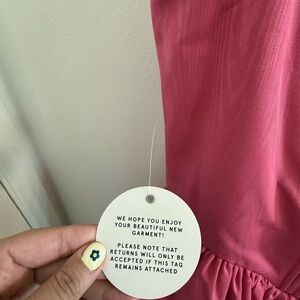 WE HOPE YOU ENJOY
YOUR BEAUTIFUL NEW
GARMENT!
PLEASE NOTE THAT
RETURNS WILL ONLY BE
ACCEPTED IF THIS TAG
REMAINS ATTACHED